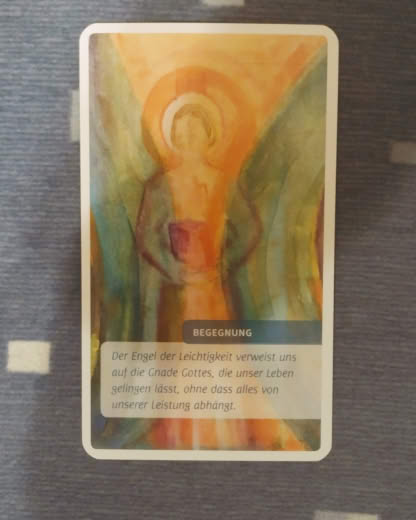 BEGEGNUNG
Der Engel der Leichtigkeit verweist uns
auf die Gnade Gottes, die unser Leben
gelingen lässt, ohne dass alles von
unserer Leistung abhängt.